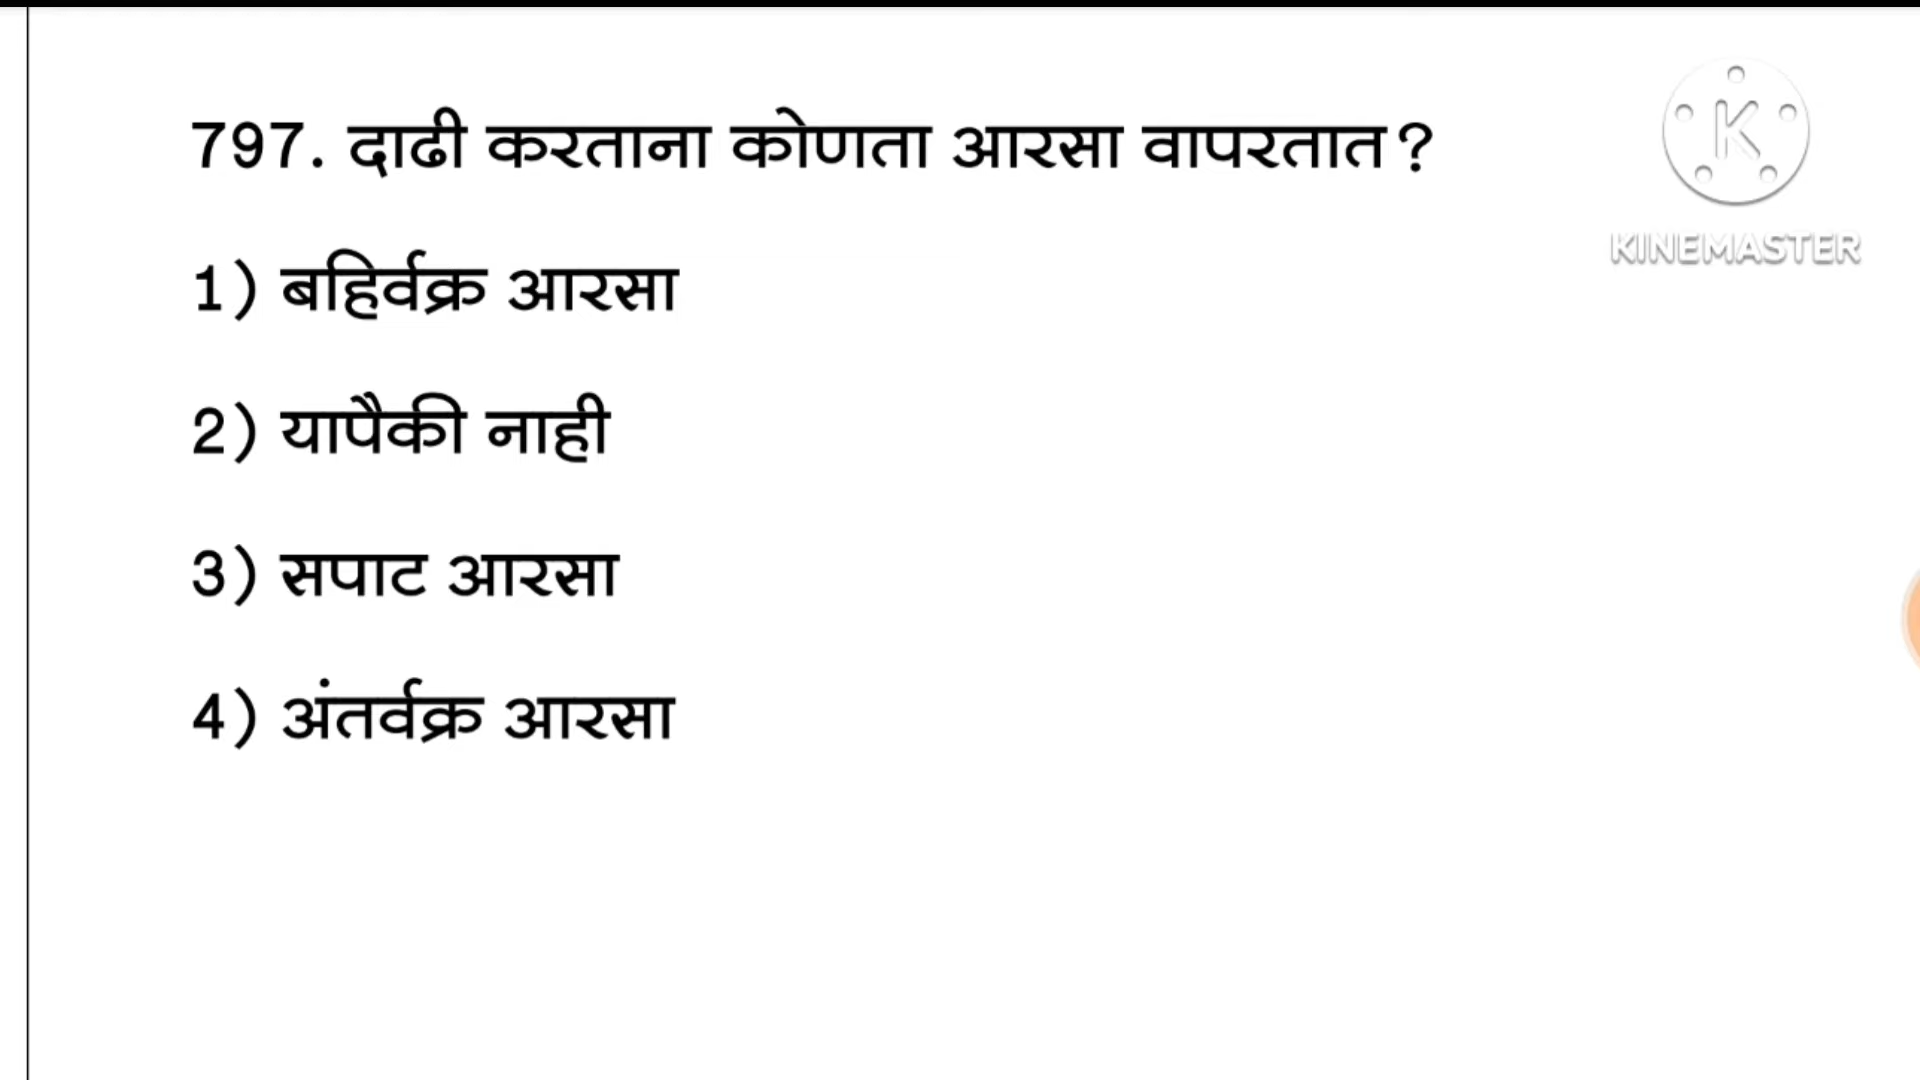 797. दाढी करताना कोणता आरसा वापरतात?
K
KINEMASTER
1) बहिर्वक्र आरसा
2) यापैकी नाही
3) सपाट आरसा
4) अंतर्वक्र आरसा